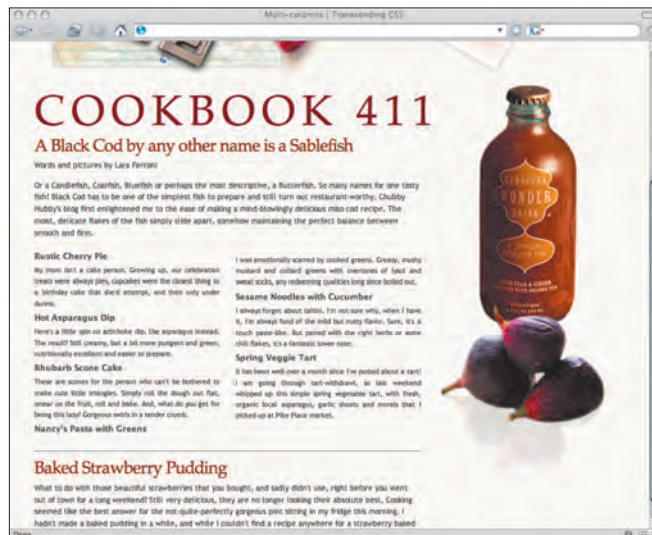 Multi-columns | Transcending CSS
COOKBOOK 411
A Black Cod by any other name is a Sablefish
Words and pictures by Lara Ferroni
Or a Candlefish, Coalfish, Bluefish or perhaps the most descriptive, a Butterfish. So many names for one tasty
fish! Black Cod has to be one of the simplest fish to prepare and still turn out restaurant-worthy. Chubby
Hubby's blog first enlightened me to the ease of making a mind-blowingly delicious miso cod recipe. The
moist, delicate flakes of the fish simply slide apart, somehow maintaining the perfect balance between
smooth and firm.
Rustic Cherry Pie
My mom isn't a cake person. Growing up, our celebration
treats were always pies, cupcakes were the closest thing to
a birthday cake that she'd attempt, and then only under
duress.
Hot Asparagus Dip
Here's a little spin on artichoke dip. Use asparagus instead.
The result! Still creamy, but a bit more pungent and green,
nutritionally excellent and easier to prepare.
Rhubarb Scone Cake
These are scones for the person who can't be bothered to
make cute little triangles. Simply roll the dough out flat,
smear on the fruit, roll and bake. And, what do you get for
being this lazy? Gorgeous swirls in a tender crumb.
Nancy's Pasta with Greens
I was emotionally scarred by cooked greens. Greasy, mushy
mustard and collard greens with overtones of lysol and
sweat socks, any redeeming qualities long since boiled out.
Sesame Noodles with Cucumber
I always forget about tahini. I'm not sure why, when I have
it, I'm always fond of the mild but nutty flavor. Sure, it's a
touch paste-like. But paired with the right herbs or some
chili flakes, it's a fantastic lower note.
Spring Veggie Tart
It has been well over a month since I've posted about a tart!
I am going through tart-withdrawl, so last weekend
whipped up this simple spring vegetable tart, with fresh,
organic local asparagus, garlic shoots and morels that I
picked up at Pike Place market.
Baked Strawberry Pudding
What to do with those beautiful strawberries that you bought, and sadly didn't use, right before you went
out of town for a long weekend? Still very delicious, they are no longer looking their absolute best. Cooking
seemed like the best answer for the not-quite-perfectly gorgeous pint sitting in my fridge this morning. I
hadn't made a baked pudding in a while, and while I couldn't find a recipe anywhere for a strawberry baked
Done
WONDER
DRINK